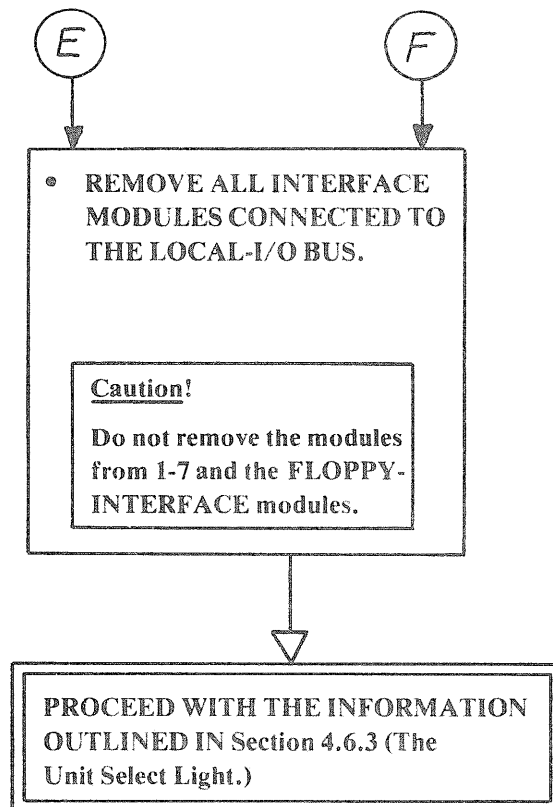 E F
• REMOVE ALL INTERFACE
MODULES CONNECTED TO
THE LOCAL-I/O BUS.
Caution!
Do not remove the modules
from 1-7 and the FLOPPY-
INTERFACE modules.
PROCEED WITH THE INFORMATION
OUTLINED IN Section 4.6.3 (The
Unit Select Light.)